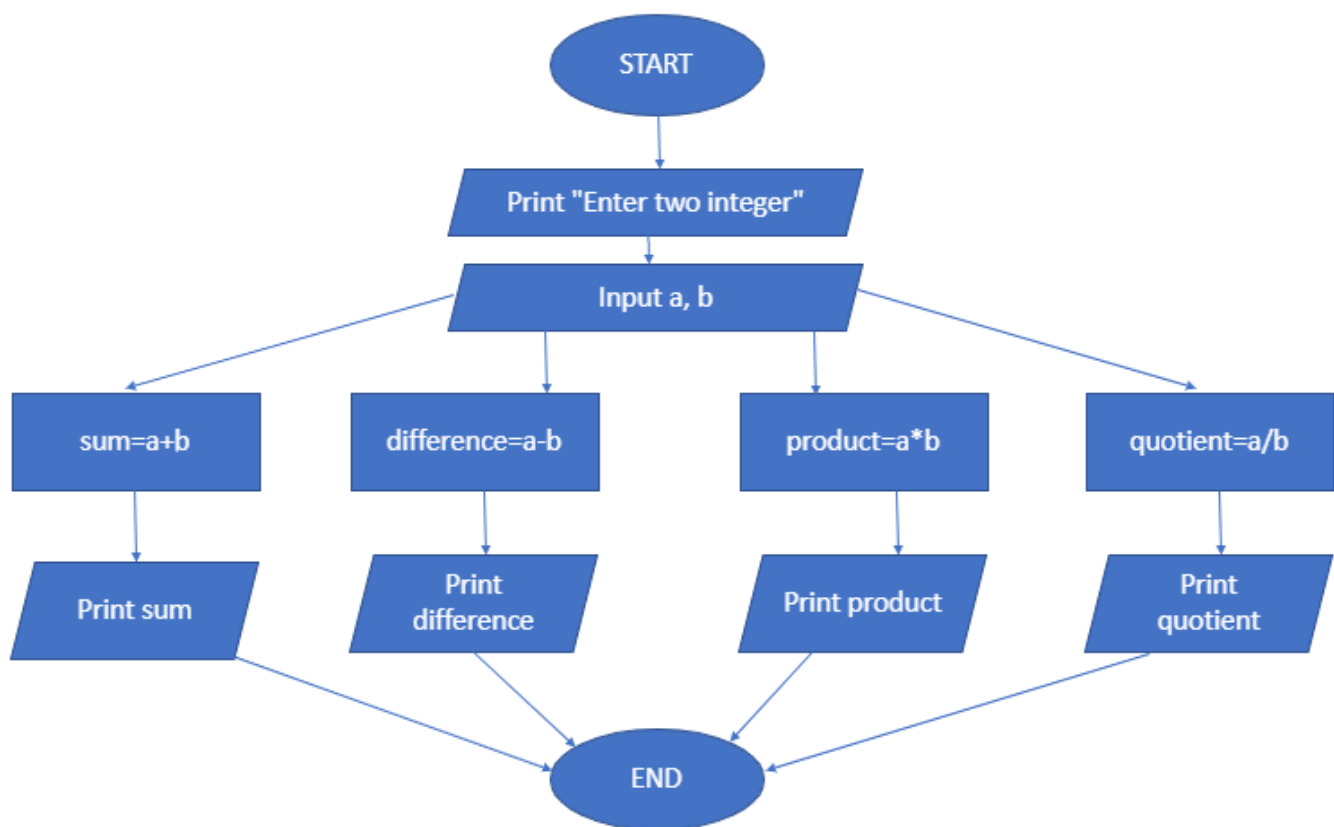 START
Print "Enter two integer"
Input a, b
sum=a+b
difference=a-b
product=a*b
quotient=a/b
Print sum
Print
difference
Print product
Print
quotient
END